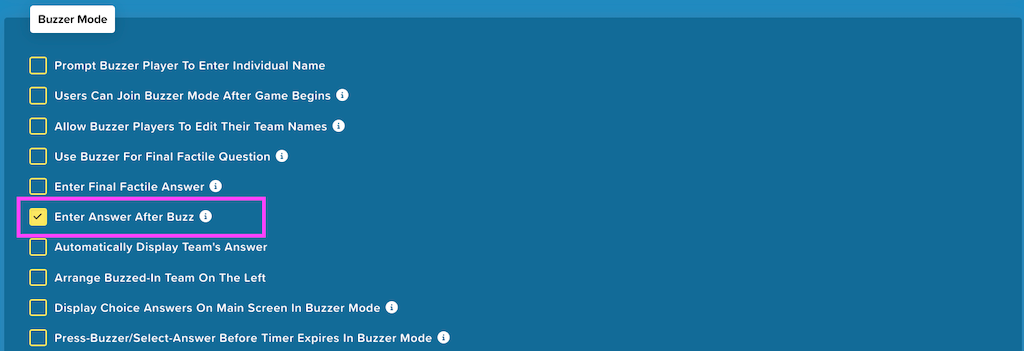 Buzzer Mode
Prompt Buzzer Player To Enter Individual Name
Users Can Join Buzzer Mode After Game Begins
Allow Buzzer Players To Edit Their Team Names
Use Buzzer For Final Factile Question
Enter Final Factile Answer
Enter Answer After Buzz
Automatically Display Team's Answer
Arrange Buzzed-In Team On The Left
Display Choice Answers On Main Screen In Buzzer Mode
Press-Buzzer/Select-Answer Before Timer Expires In Buzzer Mode